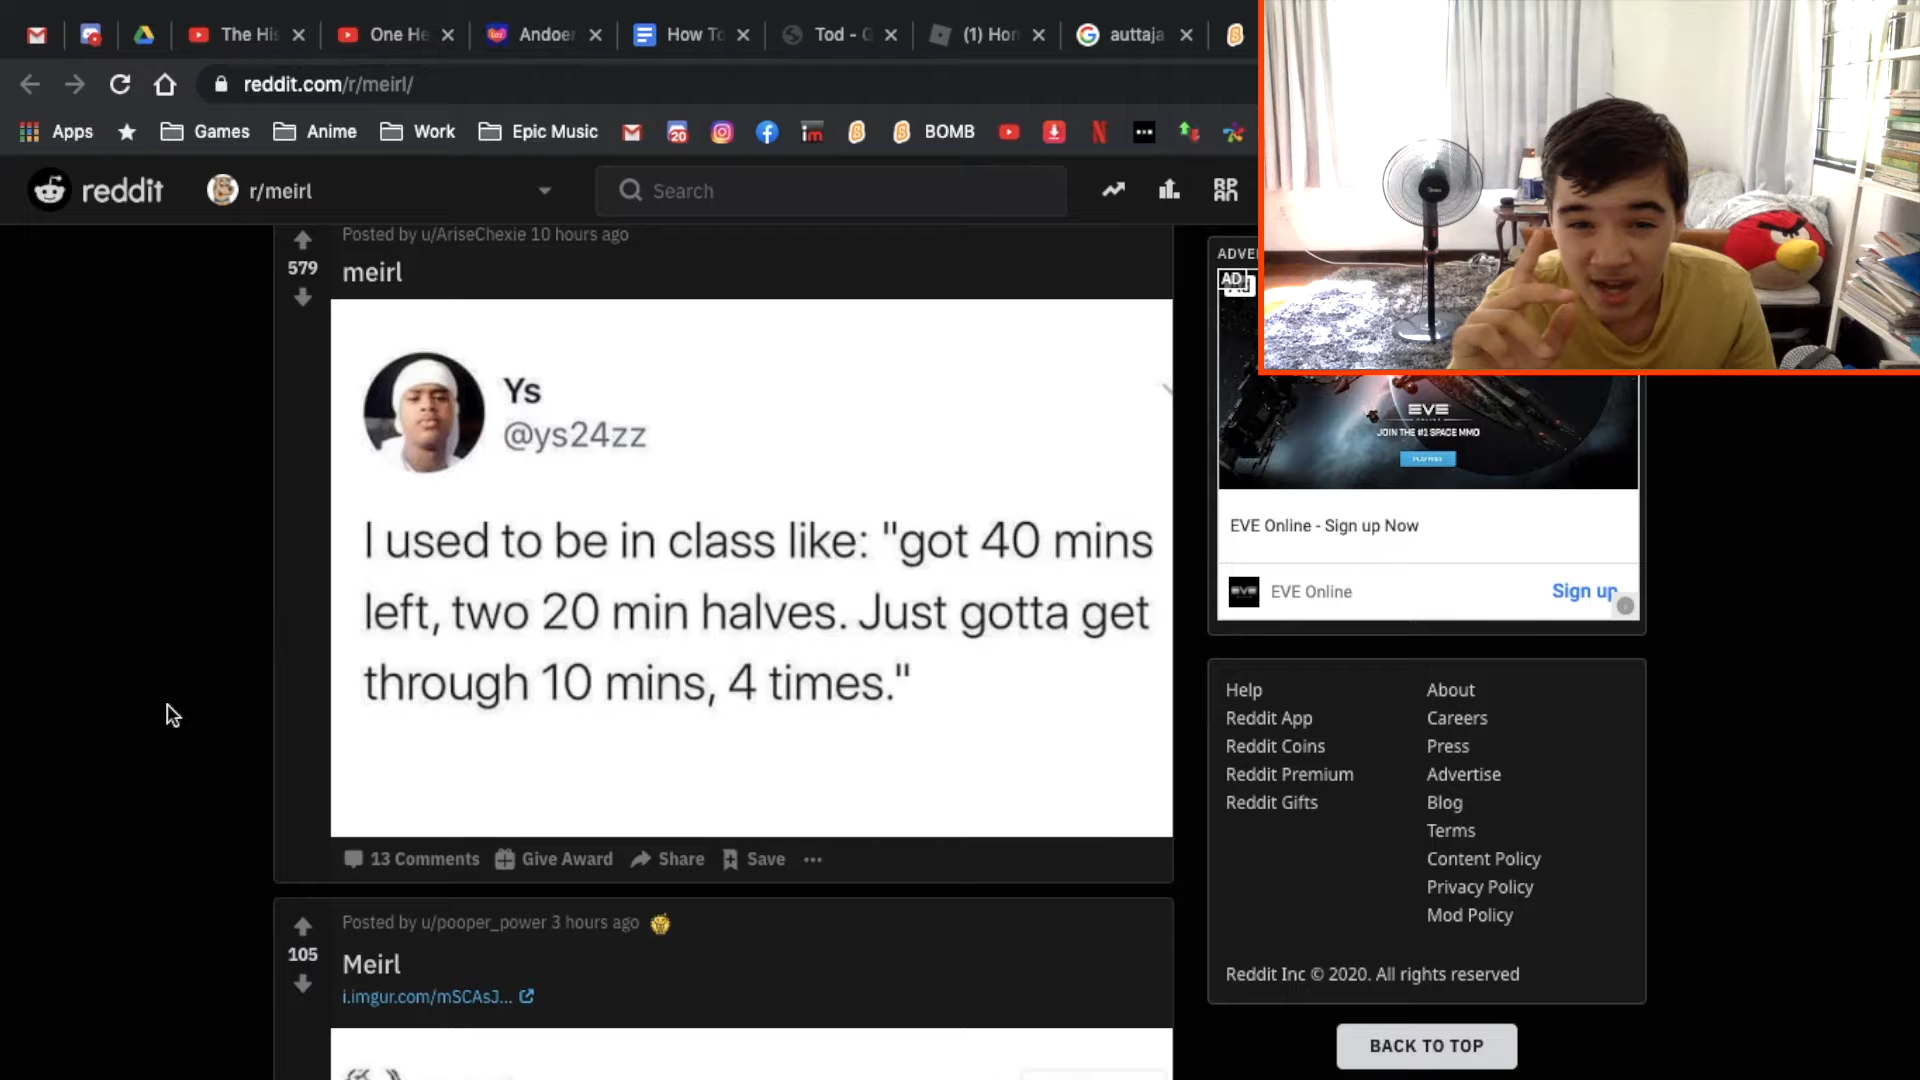 The His
One He
Andoer
How To
Tod - G
(1) Hon
auttaja
reddit.com/r/meirl/
Apps
Games
Anime
Work
Epic Music
20
im
BOMB
N
reddit
r/meirl
Search
RPAN
Posted by u/AriseChexie 10 hours ago
579
meirl
Ys
@ys24zz
I used to be in class like: "got 40 mins
left, two 20 min halves. Just gotta get
through 10 mins, 4 times."
13 Comments
Give Award
Share
Save
Posted by u/pooper_power 3 hours ago
105
Meirl
i.imgur.com/mSCAsJ...
ADVE
AD
EVE
JOIN THE #1 SPACE MMO
EVE Online - Sign up Now
EVE Online
Sign up
Help
About
Reddit App
Careers
Reddit Coins
Press
Reddit Premium
Advertise
Reddit Gifts
Blog
Terms
Content Policy
Privacy Policy
Mod Policy
Reddit Inc © 2020. All rights reserved
BACK TO TOP